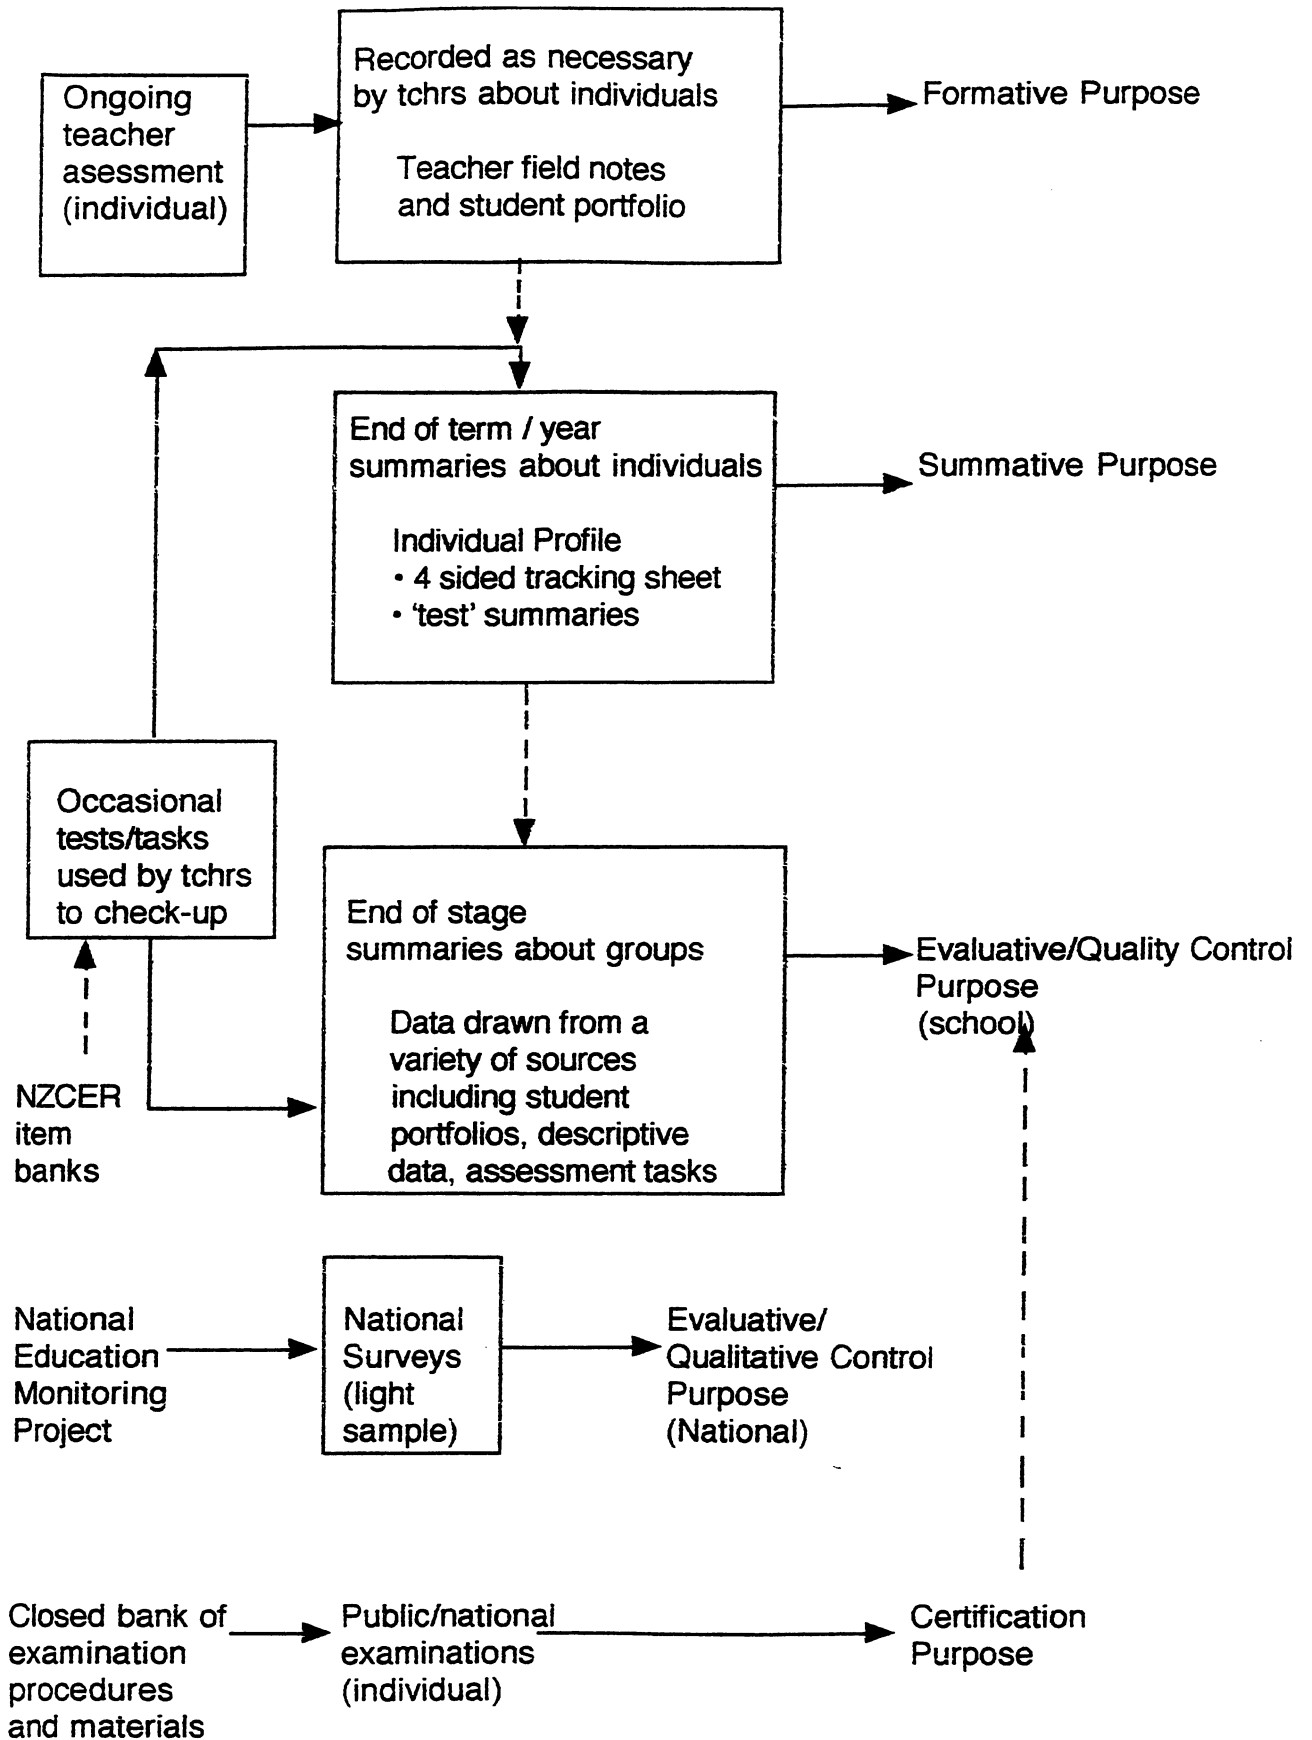 Ongoing
teacher
asessment
(individual)
Recorded as necessary
by tchrs about individuals
Teacher field notes
and student portfolio
Formative Purpose
End of term / year
summaries about individuals
Individual Profile
• 4 sided tracking sheet
• ‘test’ summaries
Summative Purpose
Occasional
tests/tasks
used by tchrs
to check-up
NZCER
item
banks
End of stage
summaries about groups
Data drawn from a
variety of sources
including student
portfolios, descriptive
data, assessment tasks
Evaluative/Quality Control
Purpose
(school)
National
Education
Monitoring
Project
National
Surveys
(light
sample)
Evaluative/
Qualitative Control
Purpose
(National)
Closed bank of
examination
procedures
and materials
Public/national
examinations
(individual)
Certification
Purpose